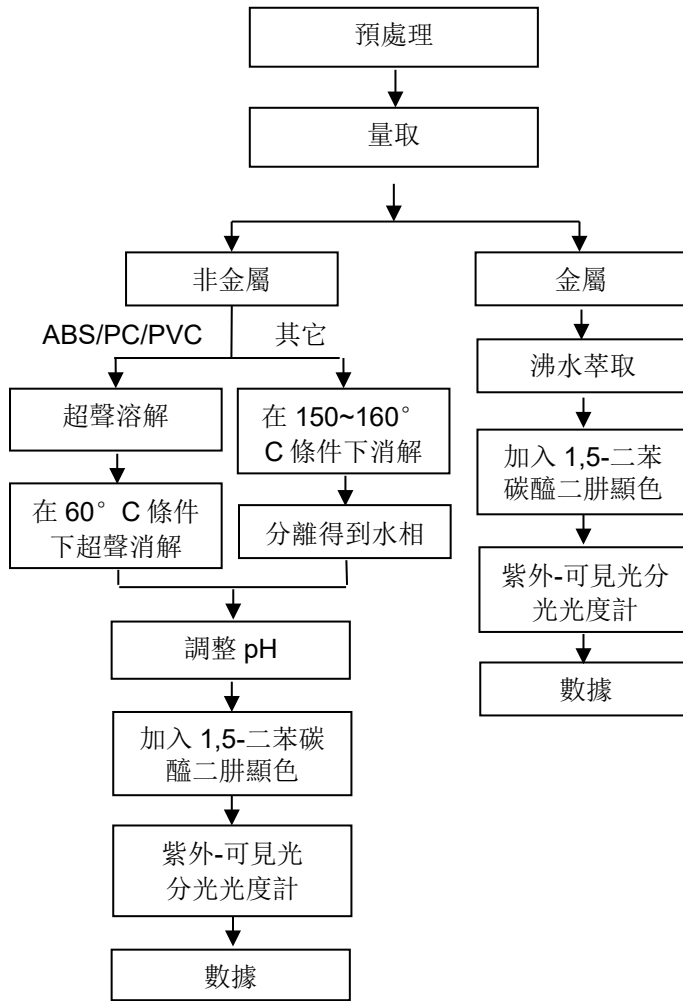 預處理
量取
非金屬
金屬
ABS/PC/PVC
其它
沸水萃取
超聲溶解
在 150~160°
C 條件下消解
加入 1,5-二苯
碳醯二肼顯色
在 60° C 條件
下超聲消解
分離得到水相
紫外-可見光分
光光度計
調整 pH
數據
加入 1,5-二苯碳
醯二肼顯色
紫外-可見光
分光光度計
數據